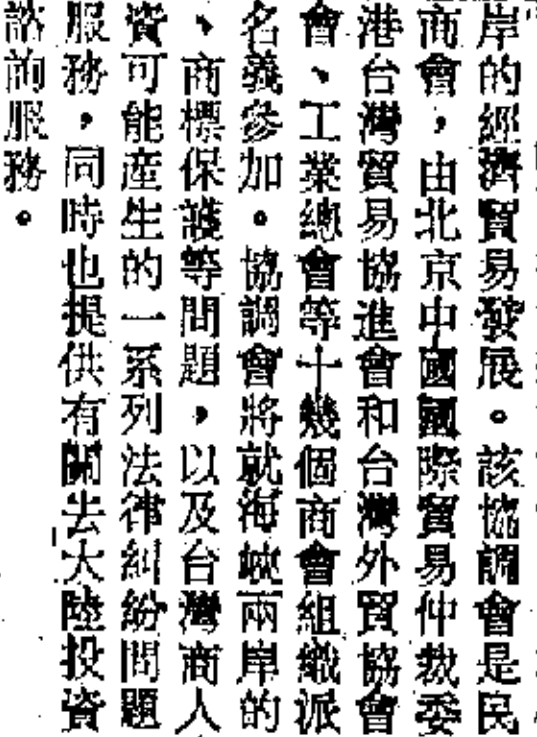 岸的經濟貿易發展。該協調會是民
商會，由北京中國國際貿易仲裁委
港台灣貿易協進會和台灣外貿協會
會、工業總會等十幾個商會組織派
名義參加。協調會將就海峽兩岸的
、商標保護等問題，以及台灣商人
資可能產生的一系列法律糾紛問題
服務，同時也提供有關去大陸投資
諮詢服務。